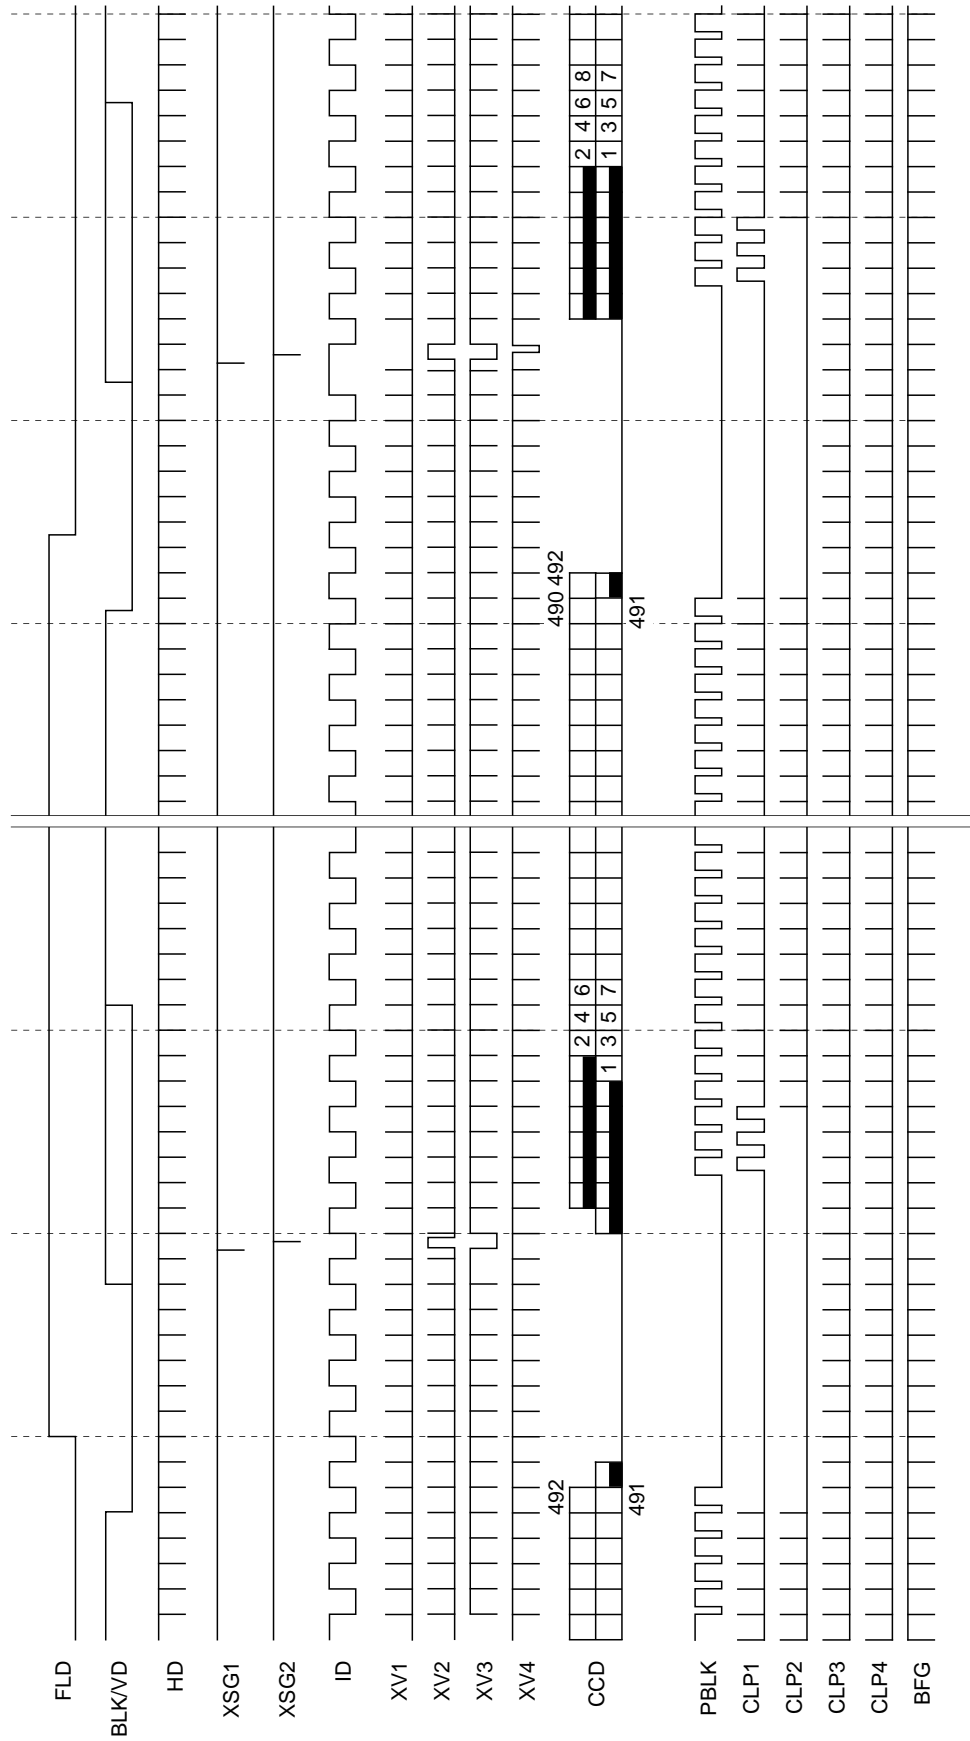 FLD
BLK/VD
HD
XSG1
XSG2
ID
XV1
XV2
XV3
XV4
492 490 492
2 4 6 2 4 6 8
CCD
1 3 5 7 1 3 5 7
491 491
PBLK
CLP1
CLP2
CLP3
CLP4
BFG